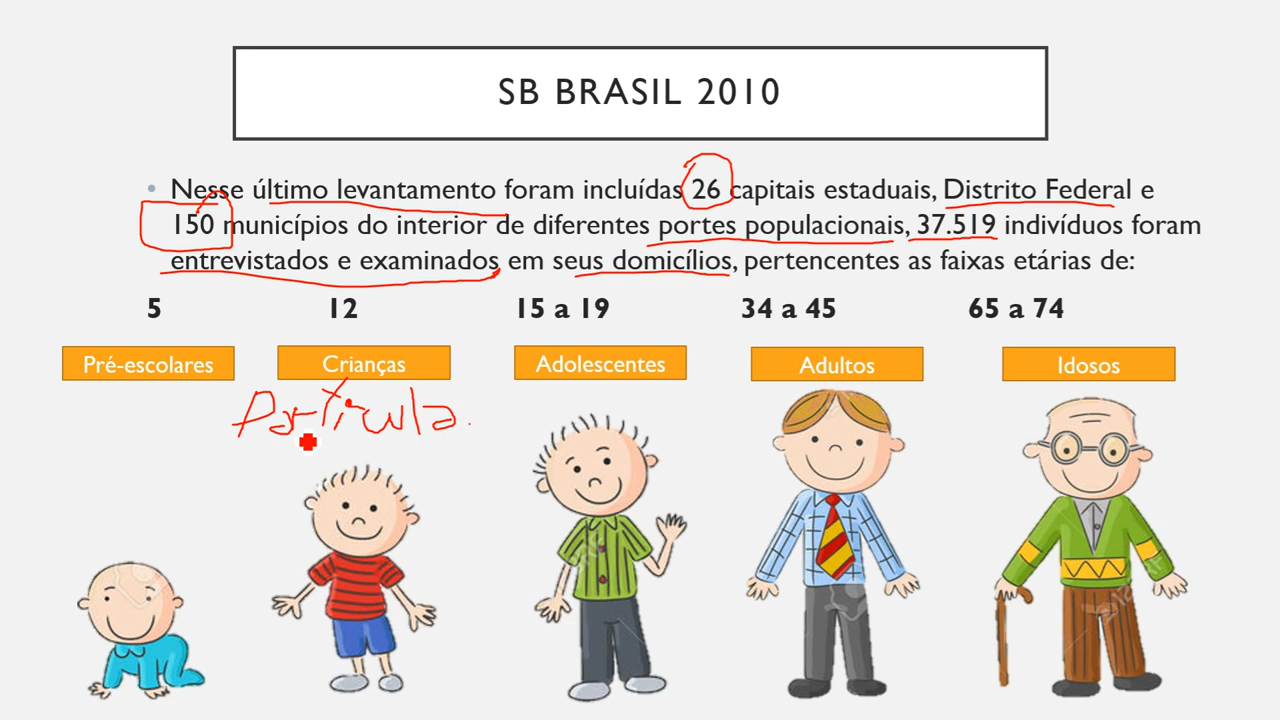 SB BRASIL 2010
• Nesse último levantamento foram incluídas 26 capitais estaduais, Distrito Federal e
150 municípios do interior de diferentes portes populacionais, 37.519 indivíduos foram
entrevistados e examinados em seus domicílios, pertencentes as faixas etárias de:
5 12 15 a 19 34 a 45 65 a 74
Pré-escolares Crianças Adolescentes Adultos Idosos
Particula